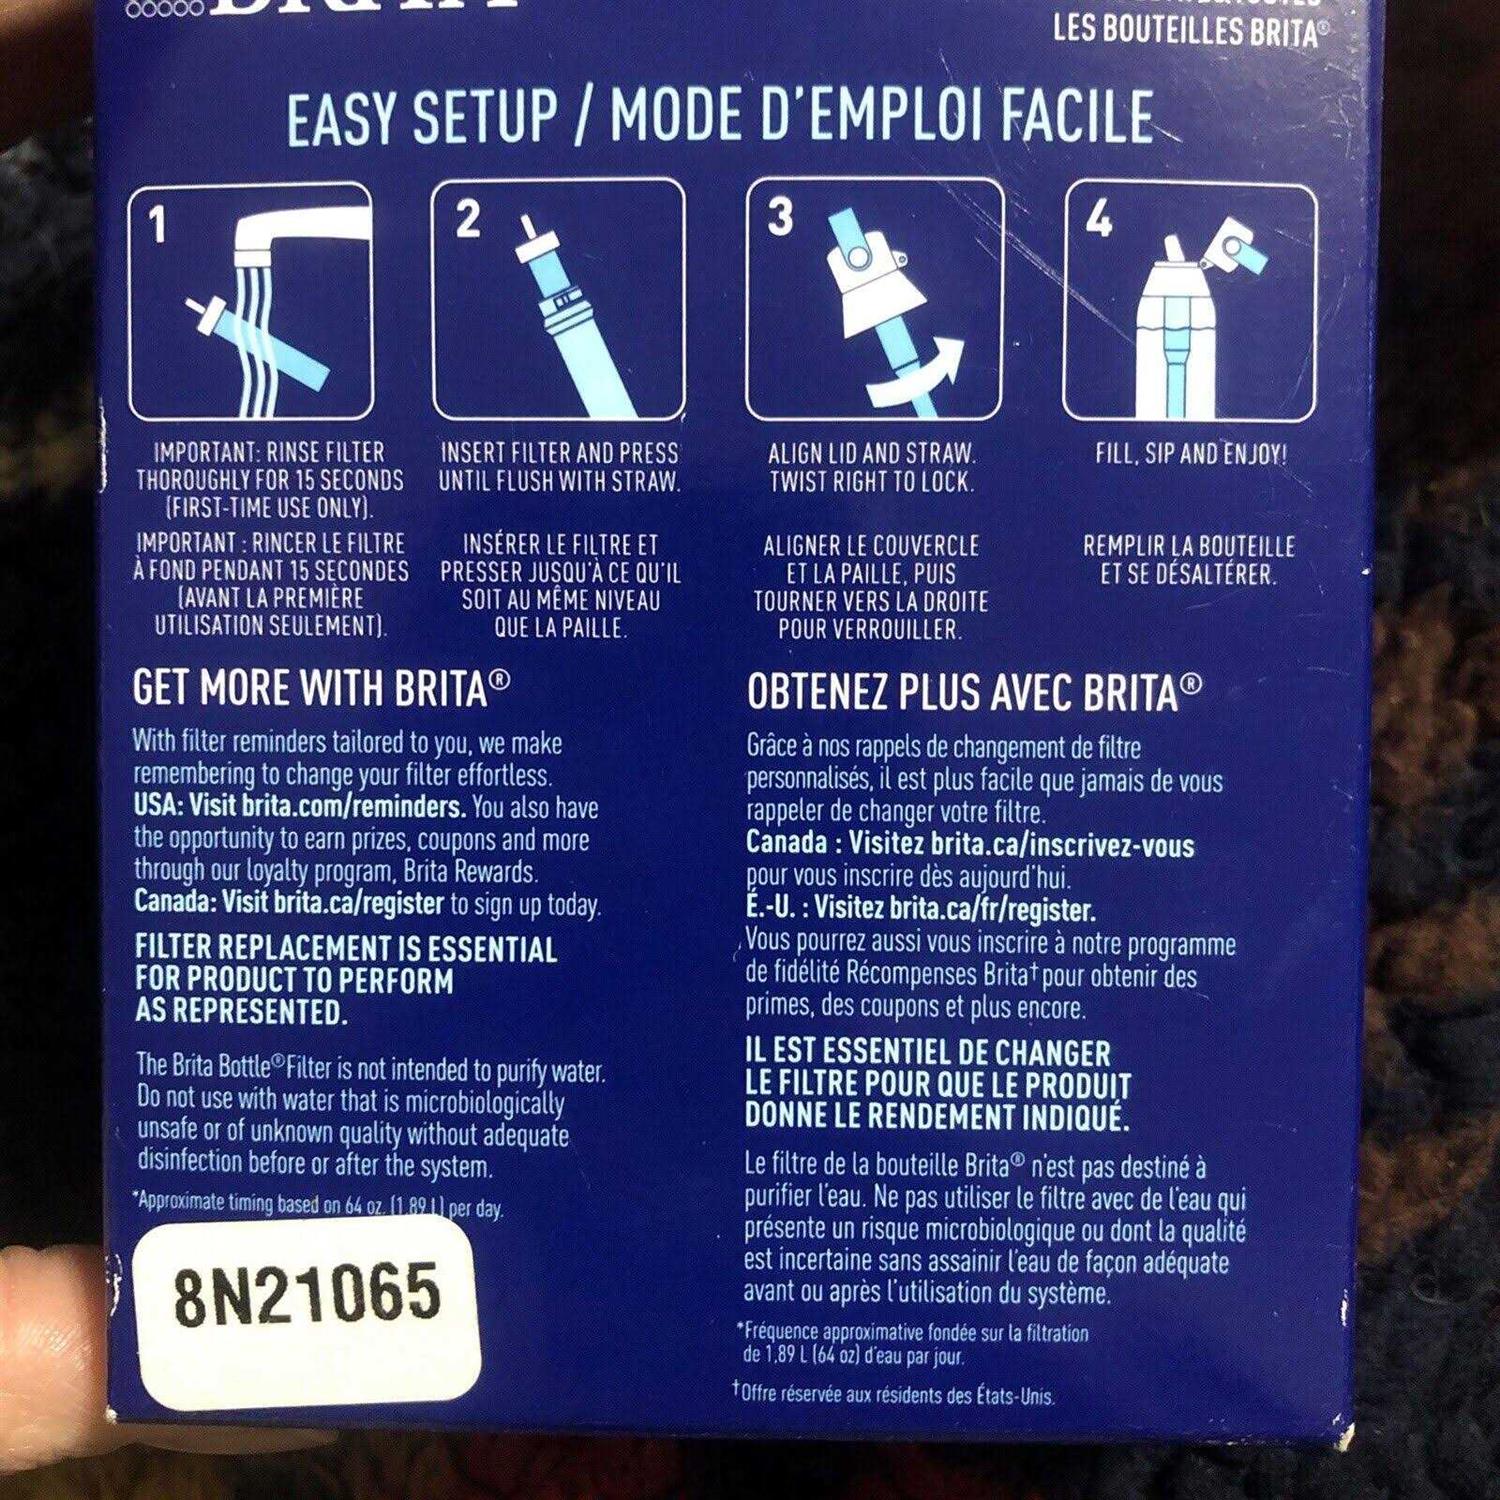 BRITA
LES BOUTEILLES BRITA®
EASY SETUP / MODE D'EMPLOI FACILE
1
2
3
4
IMPORTANT: RINSE FILTER
THOROUGHLY FOR 15 SECONDS
(FIRST-TIME USE ONLY).
IMPORTANT : RINCER LE FILTRE
À FOND PENDANT 15 SECONDES
(AVANT LA PREMIÈRE
UTILISATION SEULEMENT).
INSERT FILTER AND PRESS
UNTIL FLUSH WITH STRAW.
INSÉRER LE FILTRE ET
PRESSER JUSQU'À CE QU'IL
SOIT AU MÊME NIVEAU
QUE LA PAILLE.
ALIGN LID AND STRAW.
TWIST RIGHT TO LOCK.
ALIGNER LE COUVERCLE
ET LA PAILLE, PUIS
TOURNER VERS LA DROITE
POUR VERROUILLER.
FILL, SIP AND ENJOY!
REMPLIR LA BOUTEILLE
ET SE DÉSALTÉRER.
GET MORE WITH BRITA®
With filter reminders tailored to you, we make
remembering to change your filter effortless.
USA: Visit brita.com/reminders. You also have
the opportunity to earn prizes, coupons and more
through our loyalty program, Brita Rewards.
Canada: Visit brita.ca/register to sign up today.
FILTER REPLACEMENT IS ESSENTIAL
FOR PRODUCT TO PERFORM
AS REPRESENTED.
The Brita Bottle® Filter is not intended to purify water.
Do not use with water that is microbiologically
unsafe or of unknown quality without adequate
disinfection before or after the system.
*Approximate timing based on 64 oz. (1.89 L) per day.
8N21065
OBTENEZ PLUS AVEC BRITA®
Grâce à nos rappels de changement de filtre
personnalisés, il est plus facile que jamais de vous
rappeler de changer votre filtre.
Canada : Visitez brita.ca/inscrivez-vous
pour vous inscrire dès aujourd'hui.
É.-U. : Visitez brita.ca/fr/register.
Vous pourrez aussi vous inscrire à notre programme
de fidélité Récompenses Brita† pour obtenir des
primes, des coupons et plus encore.
IL EST ESSENTIEL DE CHANGER
LE FILTRE POUR QUE LE PRODUIT
DONNE LE RENDEMENT INDIQUÉ.
Le filtre de la bouteille Brita® n'est pas destiné à
purifier l'eau. Ne pas utiliser le filtre avec de l'eau qui
présente un risque microbiologique ou dont la qualité
est incertaine sans assainir l'eau de façon adéquate
avant ou après l'utilisation du système.
*Fréquence approximative fondée sur la filtration
de 1,89 L (64 oz) d'eau par jour.
†Offre réservée aux résidents des États-Unis.